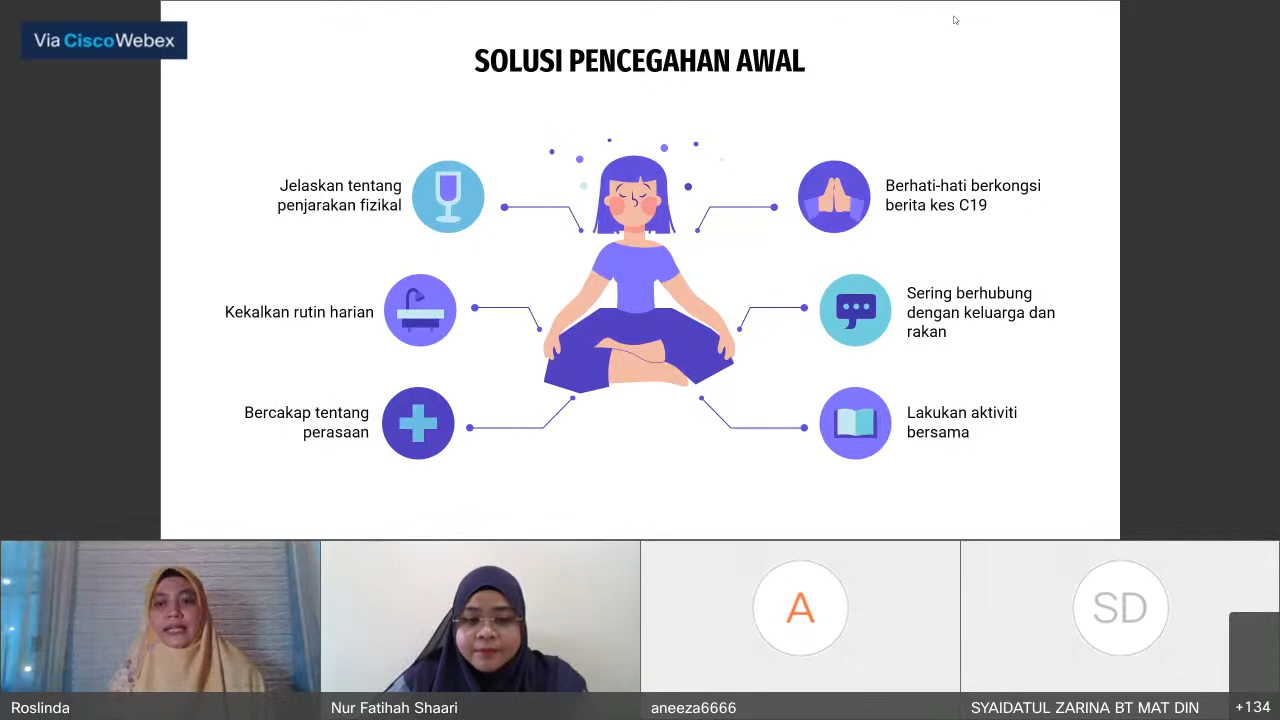 Via Cisco Webex
SOLUSI PENCEGAHAN AWAL
Jelaskan tentang
penjarakan fizikal
Kekalkan rutin harian
Bercakap tentang
perasaan
Berhati-hati berkongsi
berita kes C19
Sering berhubung
dengan keluarga dan
rakan
Lakukan aktiviti
bersama
A
SD
Roslinda
Nur Fatihah Shaari
aneeza6666
SYAIDATUL ZARINA BT MAT DIN
+134